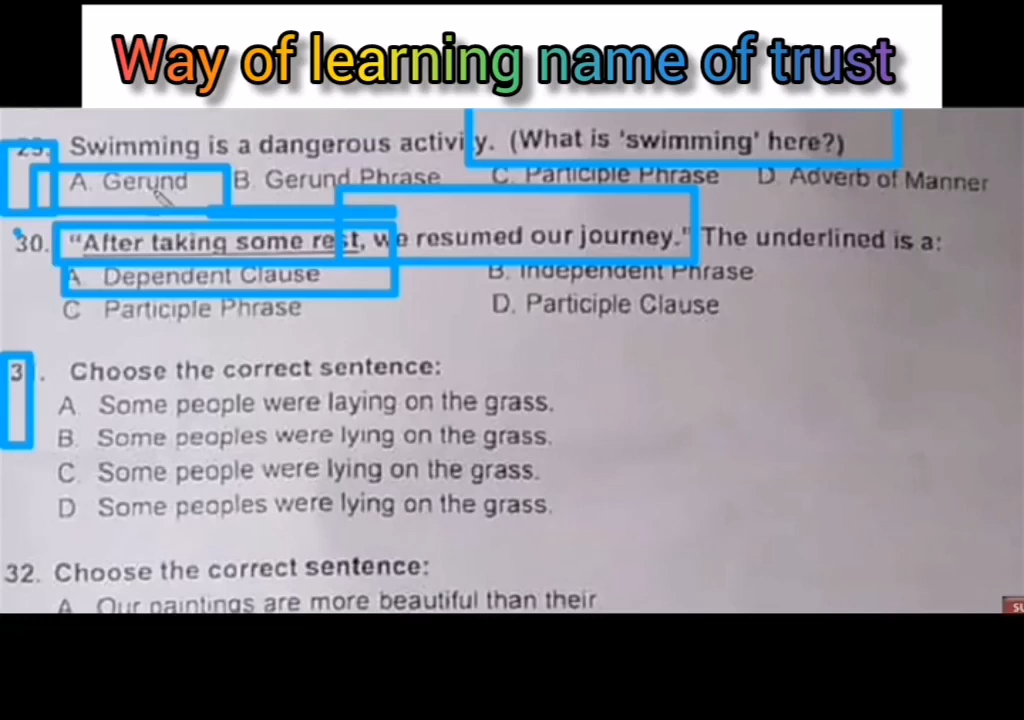 Way of learning name of trust
29. Swimming is a dangerous activity. (What is 'swimming' here?)
A. Gerund B. Gerund Phrase C. Participle Phrase D. Adverb of Manner
30. "After taking some rest, we resumed our journey." The underlined is a:
A. Dependent Clause B. Independent Phrase
C Participle Phrase D. Participle Clause
3 . Choose the correct sentence:
A Some people were laying on the grass.
B. Some peoples were lying on the grass.
C. Some people were lying on the grass.
D Some peoples were lying on the grass.
32. Choose the correct sentence:
A Our paintings are more beautiful than their